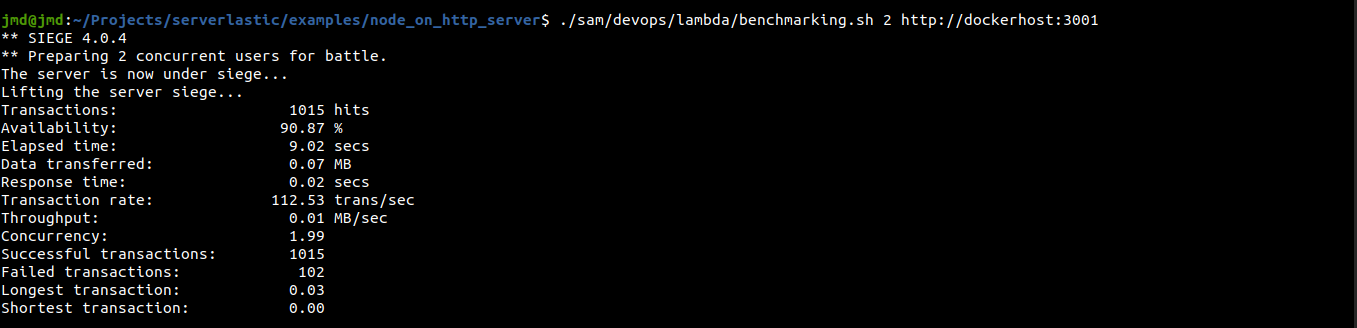 jmd@jmd:~/Projects/serverlastic/examples/node_on_http_server$ ./sam/devops/lambda/benchmarking.sh 2 http://dockerhost:3001
** SIEGE 4.0.4
** Preparing 2 concurrent users for battle.
The server is now under siege...
Lifting the server siege...
Transactions: 1015 hits
Availability: 90.87 %
Elapsed time: 9.02 secs
Data transferred: 0.07 MB
Response time: 0.02 secs
Transaction rate: 112.53 trans/sec
Throughput: 0.01 MB/sec
Concurrency: 1.99
Successful transactions: 1015
Failed transactions: 102
Longest transaction: 0.03
Shortest transaction: 0.00